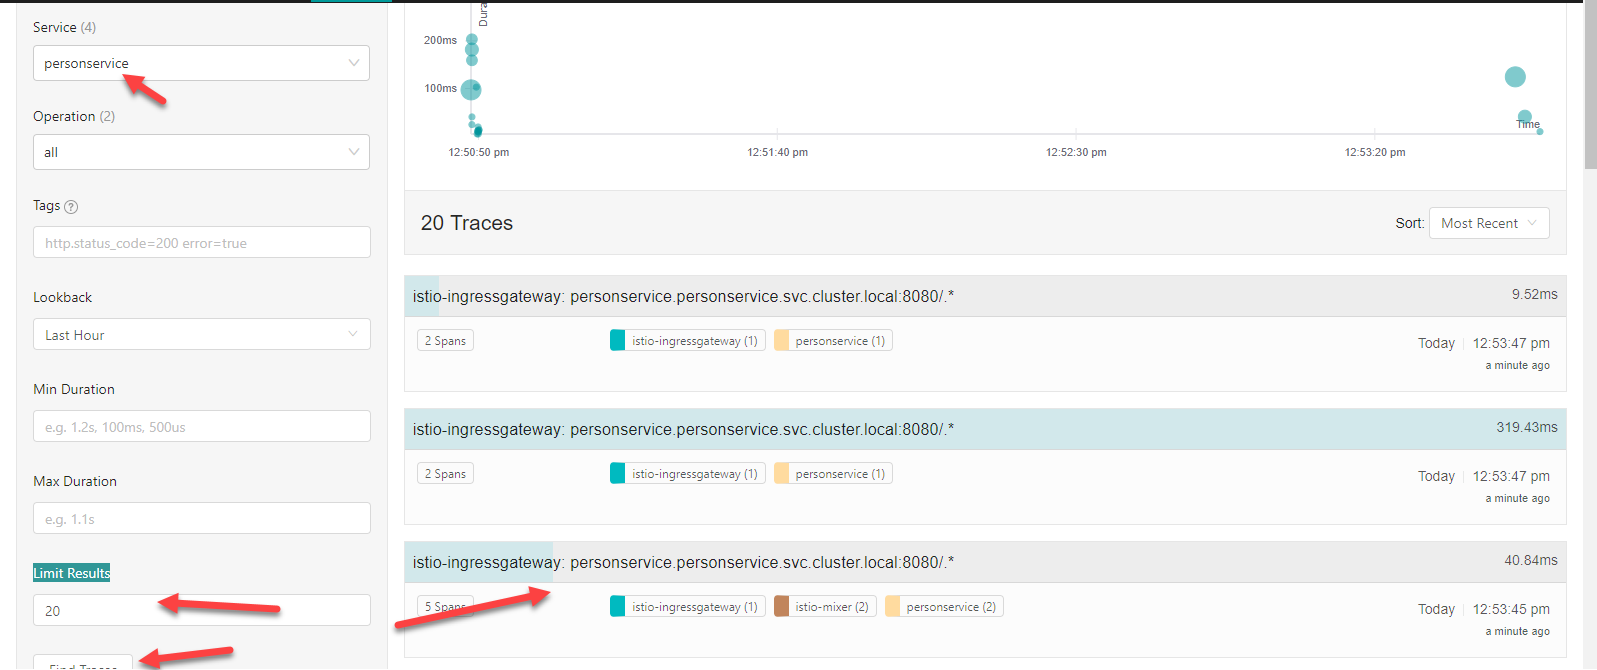 Service (4)
personservice
Operation (2)
all
Tags ?
http.status_code=200 error=true
Lookback
Last Hour
Min Duration
e.g. 1.2s, 100ms, 500us
Max Duration
e.g. 1.1s
Limit Results
20
Find Traces
Dura
200ms
100ms
Time
12:50:50 pm
12:51:40 pm
12:52:30 pm
12:53:20 pm
20 Traces
Sort: Most Recent
istio-ingressgateway: personservice.personservice.svc.cluster.local:8080/.*
9.52ms
2 Spans
istio-ingressgateway (1)
personservice (1)
Today
12:53:47 pm
a minute ago
istio-ingressgateway: personservice.personservice.svc.cluster.local:8080/.*
319.43ms
2 Spans
istio-ingressgateway (1)
personservice (1)
Today
12:53:47 pm
a minute ago
istio-ingressgateway: personservice.personservice.svc.cluster.local:8080/.*
40.84ms
5 Spans
istio-ingressgateway (1)
istio-mixer (2)
personservice (2)
Today
12:53:45 pm
a minute ago